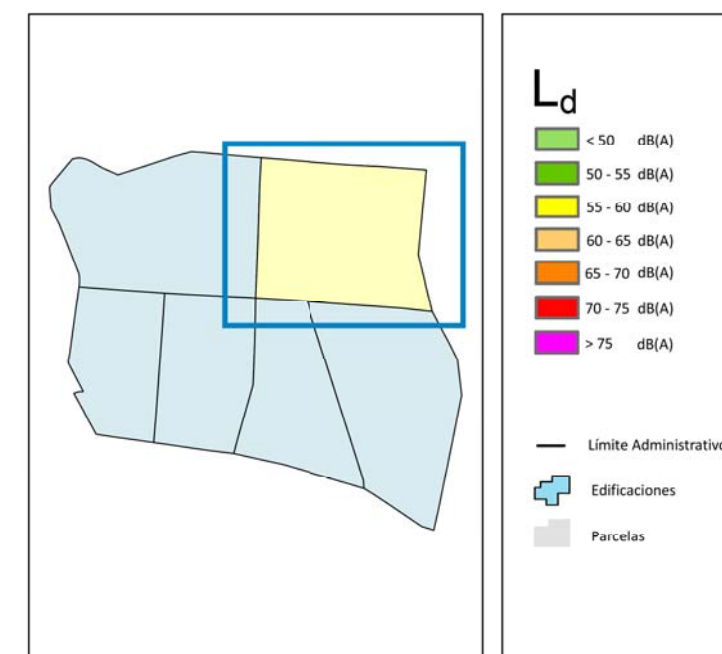 Ld
< 50 dB(A)
50 - 55 dB(A)
55 - 60 dB(A)
60 - 65 dB(A)
65 - 70 dB(A)
70 - 75 dB(A)
> 75 dB(A)
Límite Administrativo
Edificaciones
Parcelas